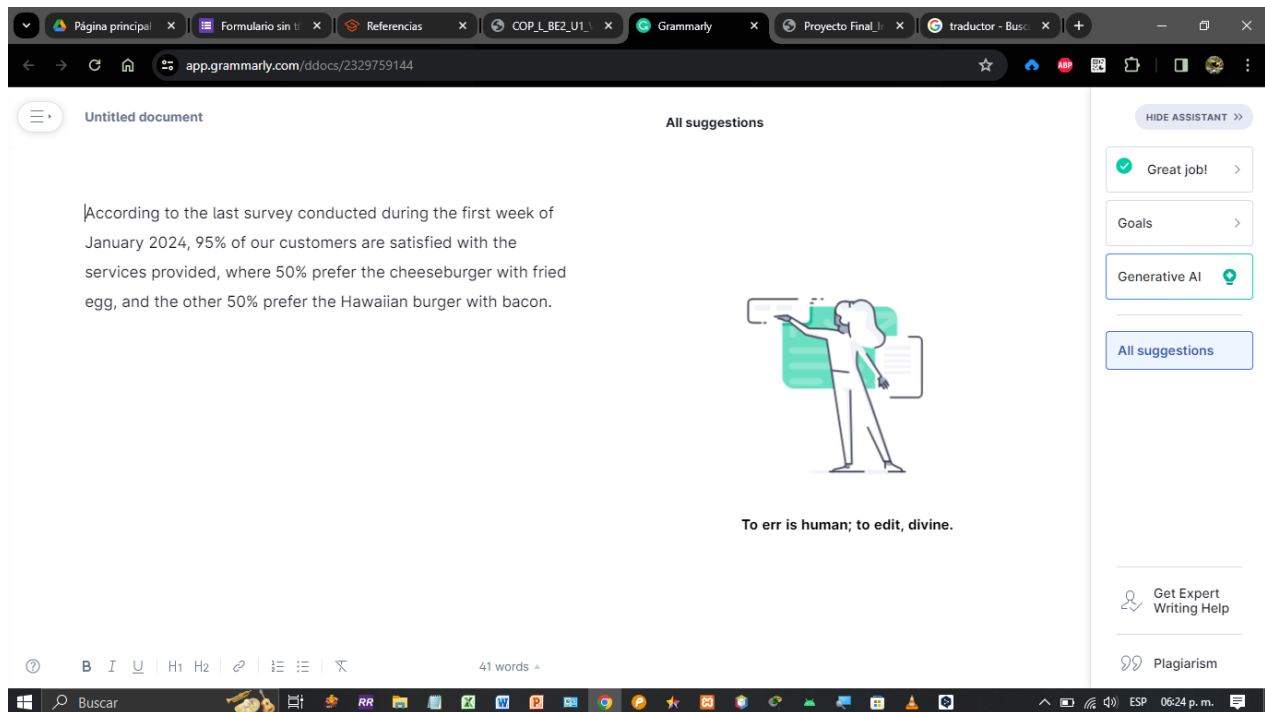 Página principal
Formulario sin tí
Referencias
COP_L_BE2_U1_
Grammarly
Proyecto Final_I
traductor - Busc
app.grammarly.com/ddocs/2329759144
ABP
Untitled document
All suggestions
HIDE ASSISTANT
Great job!
Goals
Generative AI
All suggestions
According to the last survey conducted during the first week of
January 2024, 95% of our customers are satisfied with the
services provided, where 50% prefer the cheeseburger with fried
egg, and the other 50% prefer the Hawaiian burger with bacon.
To err is human; to edit, divine.
Get Expert
Writing Help
Plagiarism
B I U H1 H2
41 words
Buscar
RR
ESP
06:24 p. m.